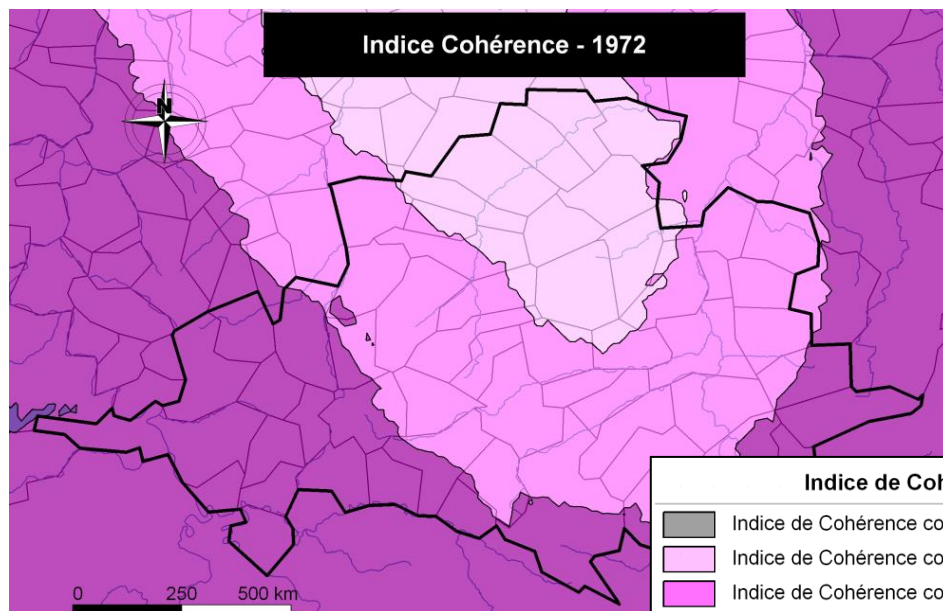 Indice Cohérence - 1972
N
Indice de Coh
Indice de Cohérence co
Indice de Cohérence co
Indice de Cohérence co
0 250 500 km